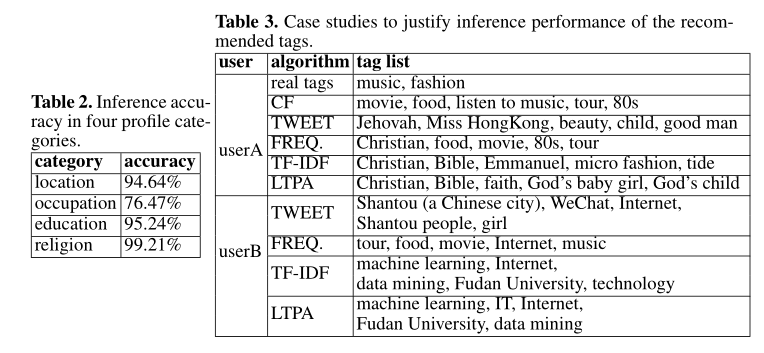 Table 2. Inference accu-
racy in four profile cate-
gories.
category accuracy
location 94.64%
occupation 76.47%
education 95.24%
religion 99.21%
Table 3. Case studies to justify inference performance of the recom-
mended tags.
user algorithm tag list
userA
real tags music, fashion
CF movie, food, listen to music, tour, 80s
TWEET Jehovah, Miss HongKong, beauty, child, good man
FREQ. Christian, food, movie, 80s, tour
TF-IDF Christian, Bible, Emmanuel, micro fashion, tide
LTPA Christian, Bible, faith, God's baby girl, God's child
userB
TWEET Shantou (a Chinese city), WeChat, Internet,
Shantou people, girl
FREQ. tour, food, movie, Internet, music
TF-IDF machine learning, Internet,
data mining, Fudan University, technology
LTPA machine learning, IT, Internet,
Fudan University, data mining